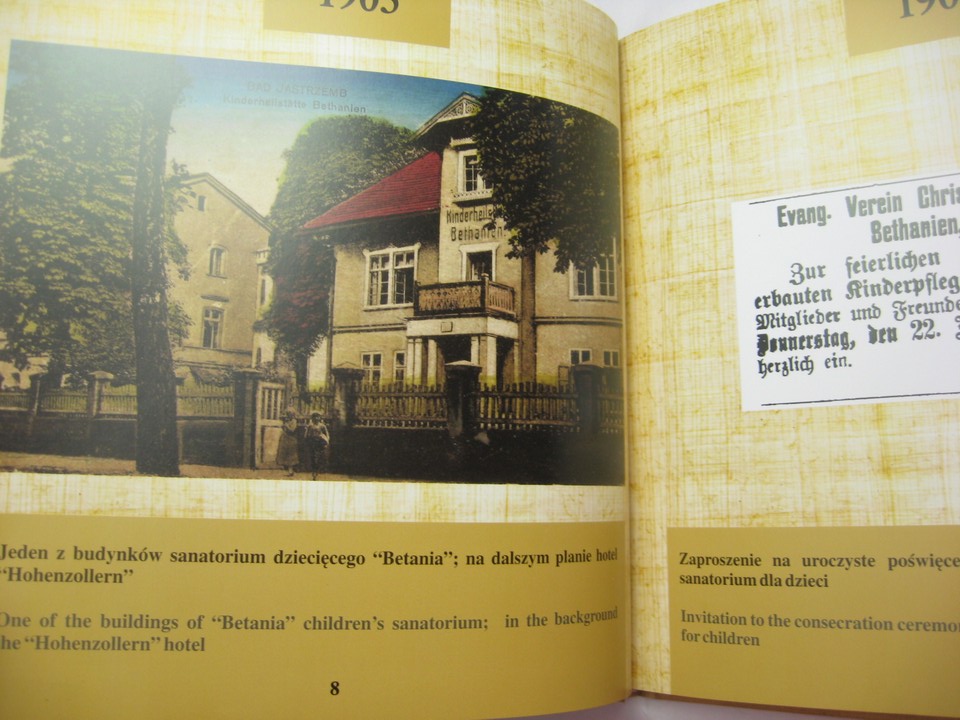 1905
BAD JASTRZEMB
Kinderheilstätte Bethanien
Bethanien.
Jeden z budynków sanatorium dziecięcego “Betania”; na dalszym planie hotel
“Hohenzollern”
One of the buildings of “Betania” children’s sanatorium; in the background
he “Hohenzollern” hotel
8
Evang. Verein Chris
Bethanien,
Zur feierlichen
erbauten Kinderpfleg
Mitglieder und Freunde
Donnerstag, den 22.
herzlich ein.
Zaproszenie na uroczyste poświęce
sanatorium dla dzieci
Invitation to the consecration ceremo
for children